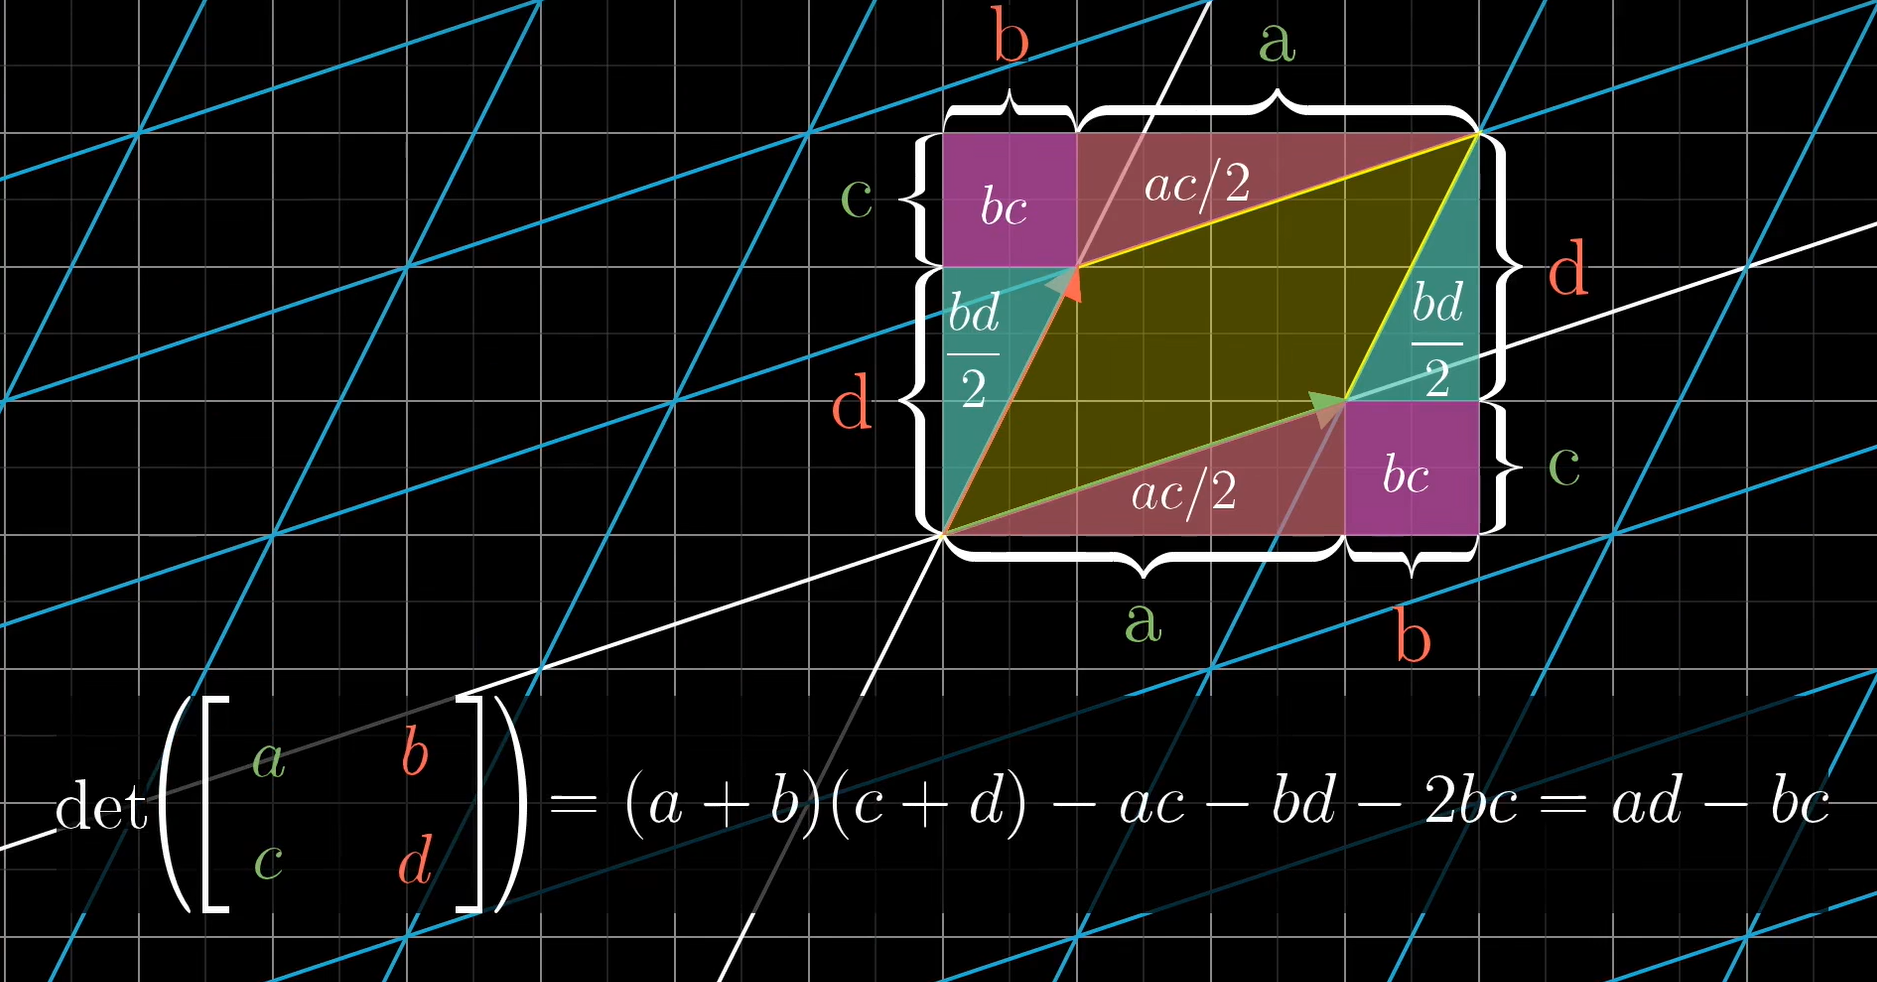 b a
c bc ac/2 d
d bd/2 bd/2
ac/2 bc c
a b
det([a b
c d]) = (a + b)(c + d) − ac − bd − 2bc = ad − bc